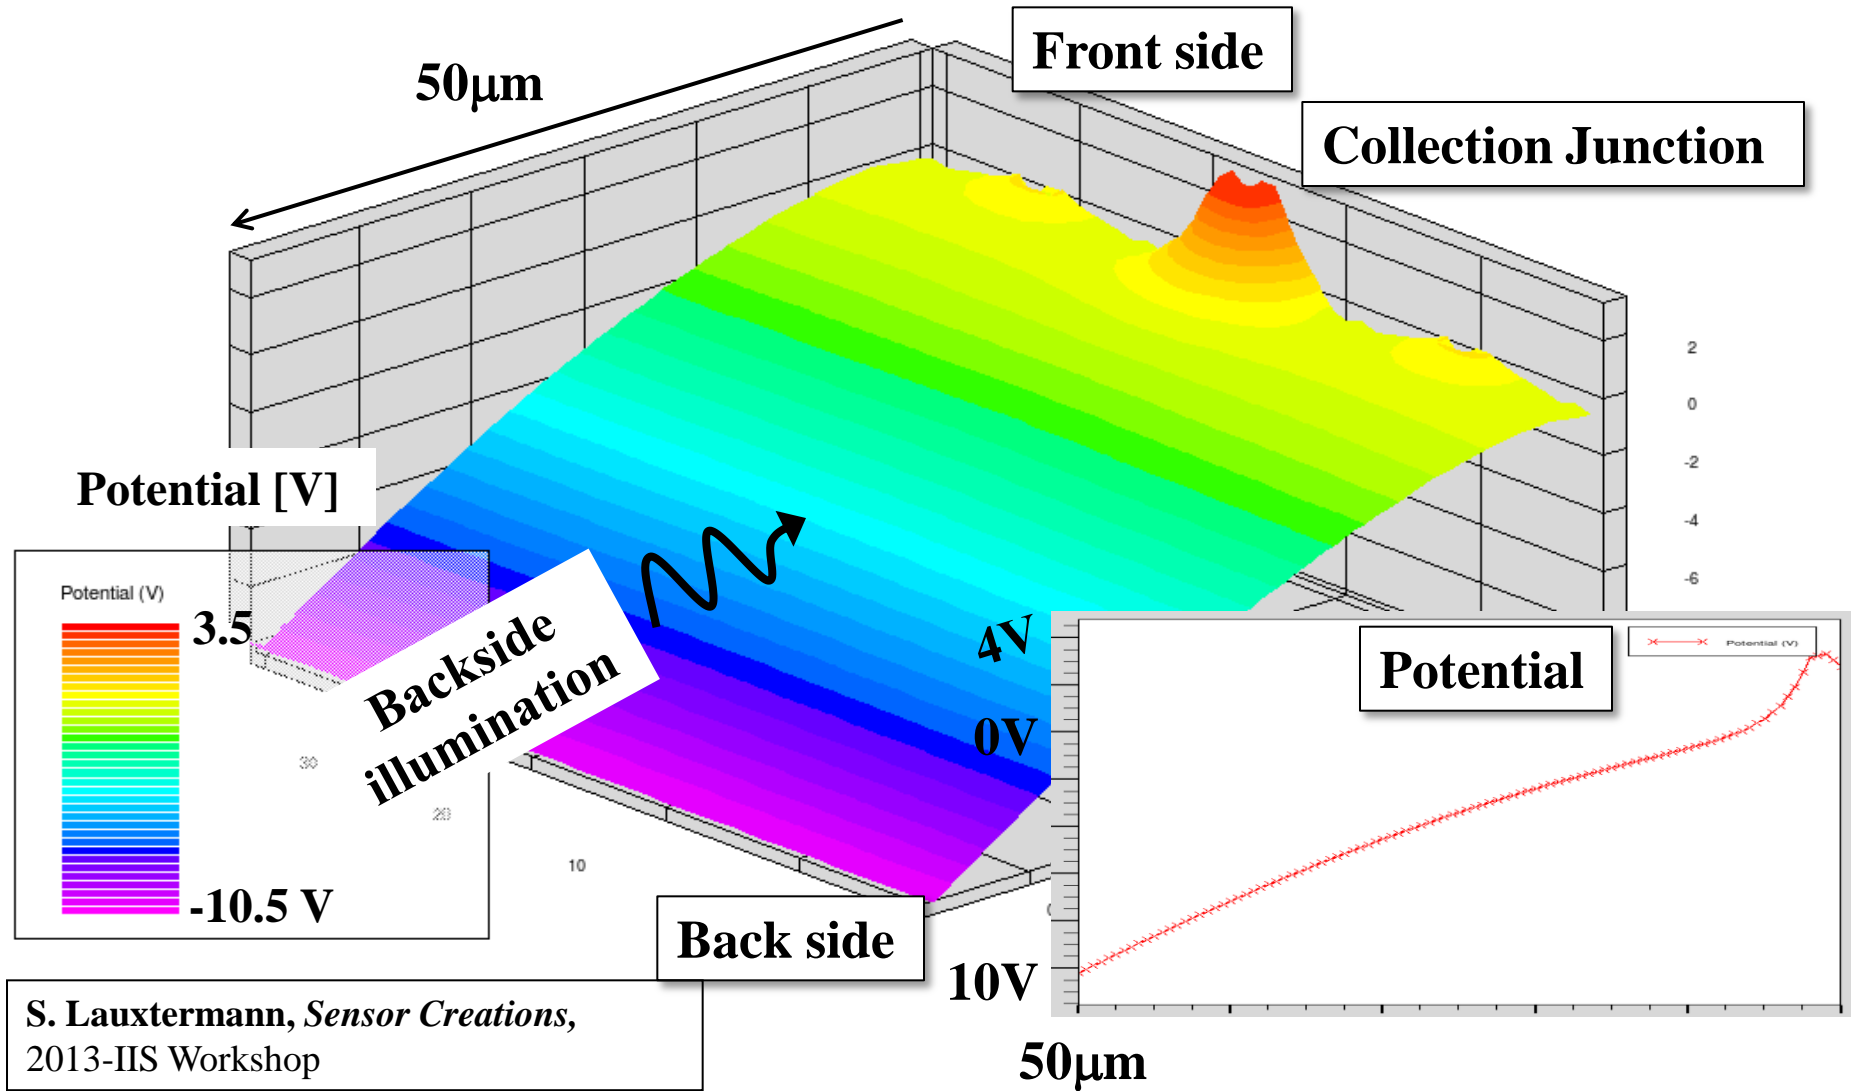 Front side
50μm
Collection Junction
2
0
-2
-4
-6
Potential [V]
Potential (V)
3.5
-10.5 V
30
20
10
Backside
illumination
4V
0V
10V
Potential
Potential (V)
Back side
50μm
S. Lauxtermann, Sensor Creations,
2013-IIS Workshop